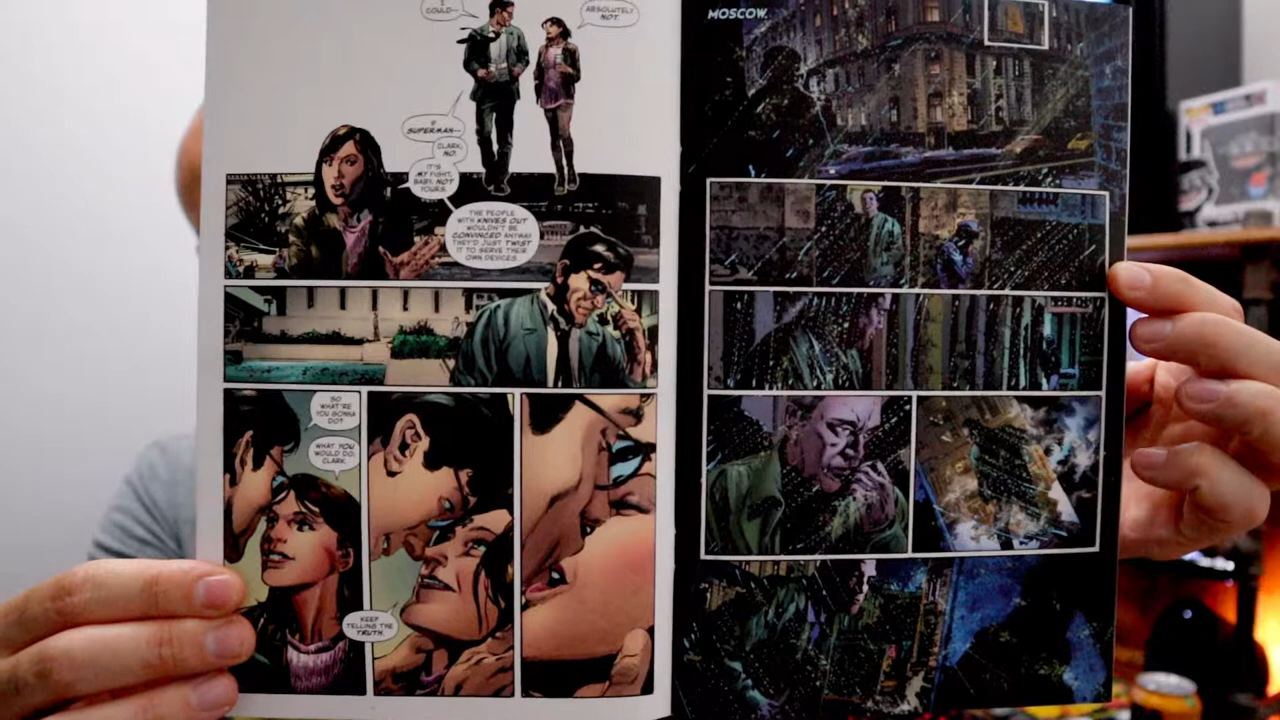 I
COULD—
ABSOLUTELY
NOT.
IF
SUPERMAN—
CLARK,
NO.
IT'S
MY FIGHT,
BABY. NOT
YOURS.
THE PEOPLE
WITH KNIVES OUT
WOULDN'T BE
CONVINCED ANYWAY.
THEY'D JUST TWIST
IT TO SERVE THEIR
OWN DEVICES.
SO
WHAT'RE
YOU GONNA
DO?
WHAT YOU
WOULD DO,
CLARK.
KEEP
TELLING THE
TRUTH.
MOSCOW.